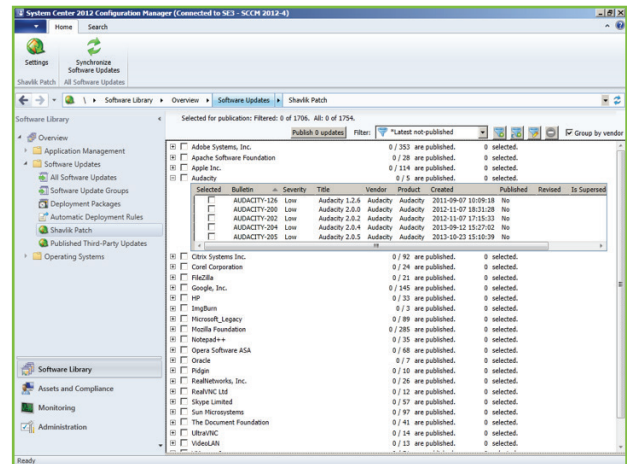 System Center 2012 Configuration Manager (Connected to SE3 - SCCM 2012-4)
Home Search
Settings
Synchronize Software Updates
Shavlik Patch All Software Updates
\ Software Library Overview Software Updates Shavlik Patch
Software Library
Overview
Application Management
Software Updates
All Software Updates
Software Update Groups
Deployment Packages
Automatic Deployment Rules
Shavlik Patch
Published Third-Party Updates
Operating Systems
Software Library
Assets and Compliance
Monitoring
Administration
Selected for publication: Filtered: 0 of 1706. All: 0 of 1754.
Publish 0 updates Filter: *Latest not-published Group by vendor
Adobe Systems, Inc. 0 / 353 are published. 0 selected.
Apache Software Foundation 0 / 28 are published. 0 selected.
Apple, Inc. 0 / 114 are published. 0 selected.
Audacity 0 / 5 are published. 0 selected.
Selected Bulletin Severity Title Vendor Product Created Published Revised Is Supersed
AUDACITY-126 Low Audacity 1.2.6 Audacity Audacity 2011-09-07 10:09:18 No
AUDACITY-200 Low Audacity 2.0.0 Audacity Audacity 2012-11-07 18:31:28 No
AUDACITY-202 Low Audacity 2.0.2 Audacity Audacity 2012-11-07 17:15:33 No
AUDACITY-204 Low Audacity 2.0.4 Audacity Audacity 2013-09-12 15:27:02 No
AUDACITY-205 Low Audacity 2.0.5 Audacity Audacity 2013-10-23 15:10:39 No
Citrix Systems Inc. 0 / 92 are published. 0 selected.
Corel Corporation 0 / 24 are published. 0 selected.
FileZilla 0 / 21 are published. 0 selected.
Google, Inc. 0 / 145 are published. 0 selected.
HP 0 / 33 are published. 0 selected.
ImgBurn 0 / 3 are published. 0 selected.
Microsoft_Legacy 0 / 89 are published. 0 selected.
Mozilla Foundation 0 / 285 are published. 0 selected.
Notepad++ 0 / 35 are published. 0 selected.
Opera Software ASA 0 / 68 are published. 0 selected.
Oracle 0 / 7 are published. 0 selected.
Pidgin 0 / 10 are published. 0 selected.
RealNetworks, Inc. 0 / 26 are published. 0 selected.
RealVNC Ltd 0 / 12 are published. 0 selected.
Skype Limited 0 / 57 are published. 0 selected.
Sun Microsystems 0 / 97 are published. 0 selected.
The Document Foundation 0 / 41 are published. 0 selected.
UltraVNC 0 / 14 are published. 0 selected.
VideoLAN 0 / 13 are published. 0 selected.
Ready